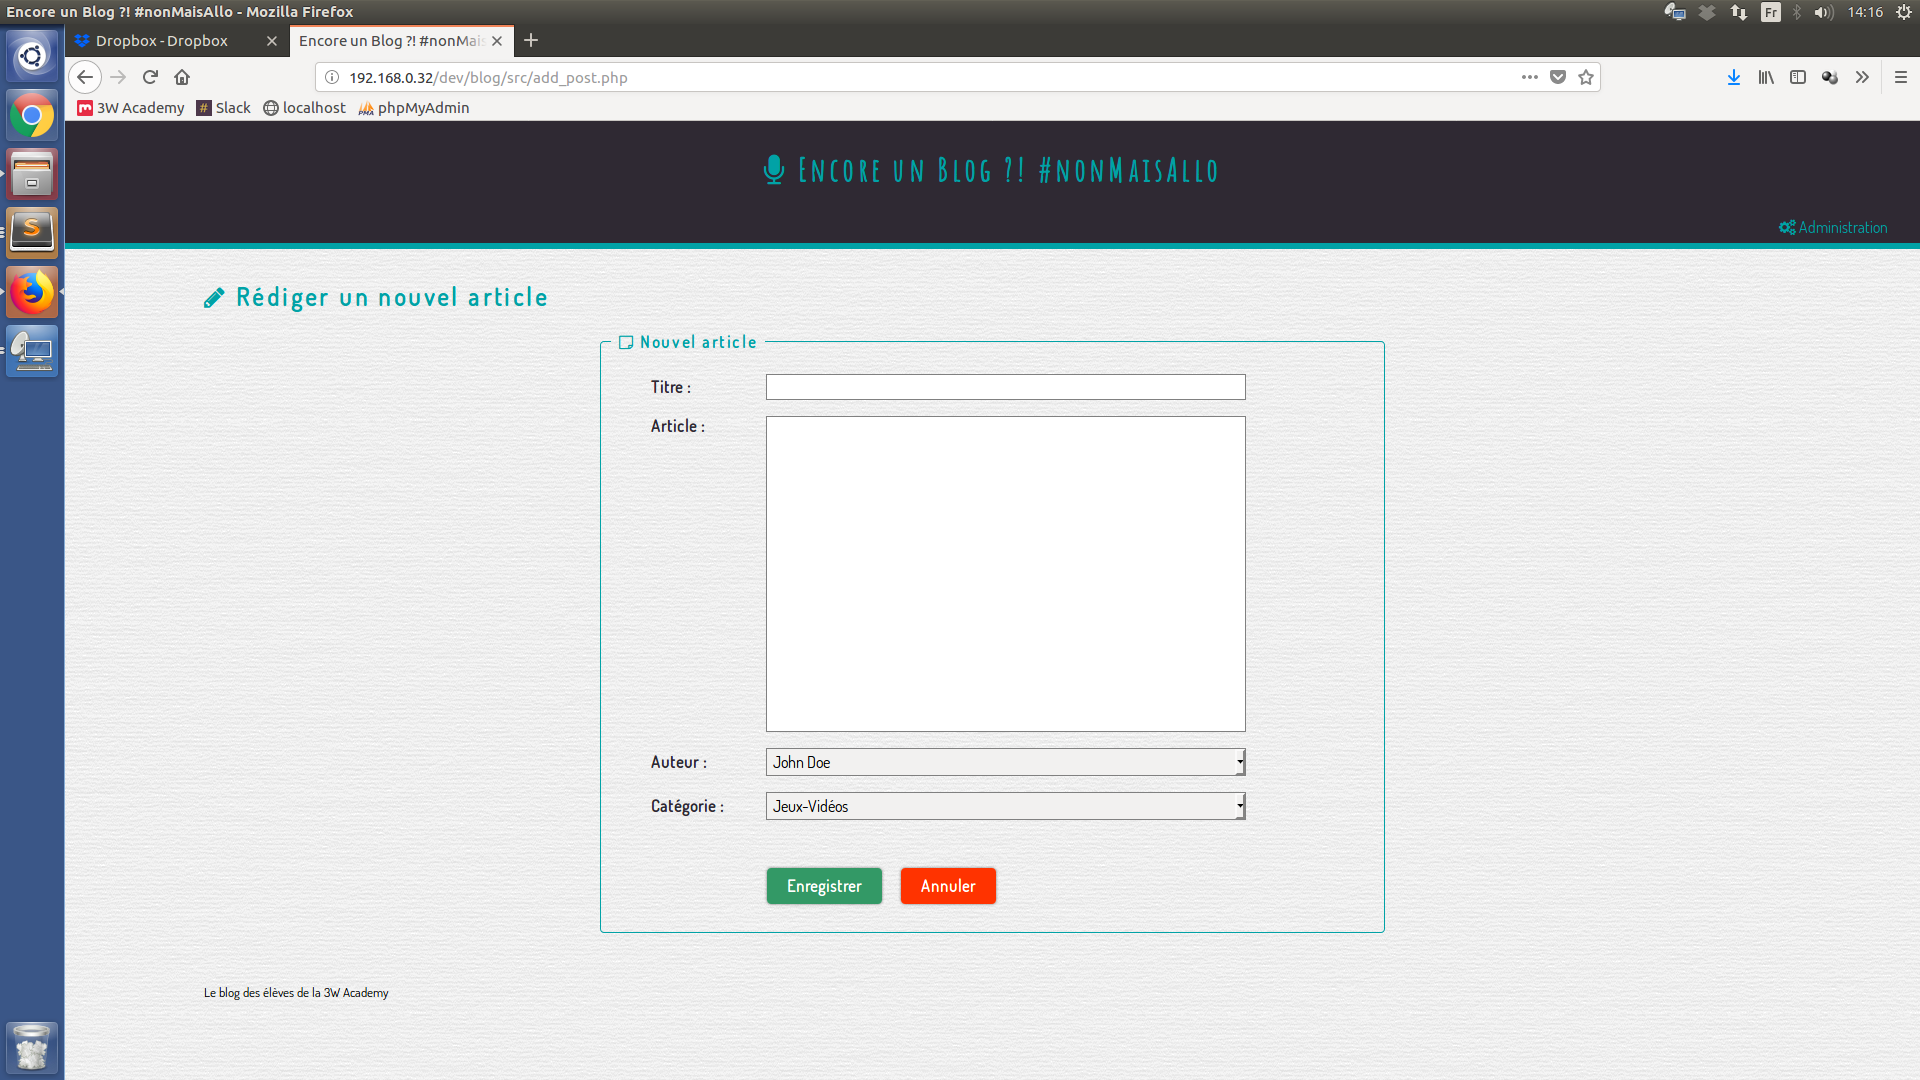 Encore un Blog ?! #nonMaisAllo - Mozilla Firefox
Fr
14:16
Dropbox - Dropbox
Encore un Blog ?! #nonMais
192.168.0.32/dev/blog/src/add_post.php
3W Academy
Slack
localhost
phpMyAdmin
Encore un Blog ?! #nonMaisAllo
Administration
Rédiger un nouvel article
Nouvel article
Titre :
Article :
Auteur :
John Doe
Catégorie :
Jeux-Vidéos
Enregistrer
Annuler
Le blog des élèves de la 3W Academy